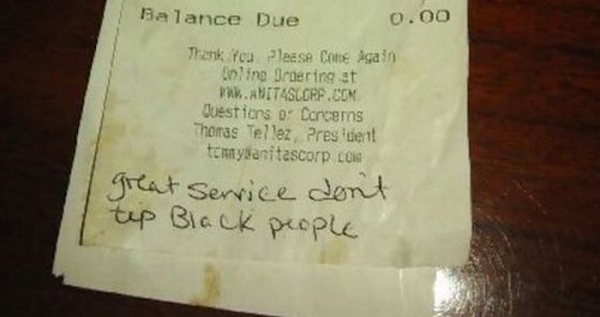 Balance Due 0.00
Thank You, Please Come Again
Online Ordering at
WWW.ANITASCORP.COM
Questions or Concerns
Thomas Tellez, President
tommy@anitascorp.com
great service don't
tip Black people